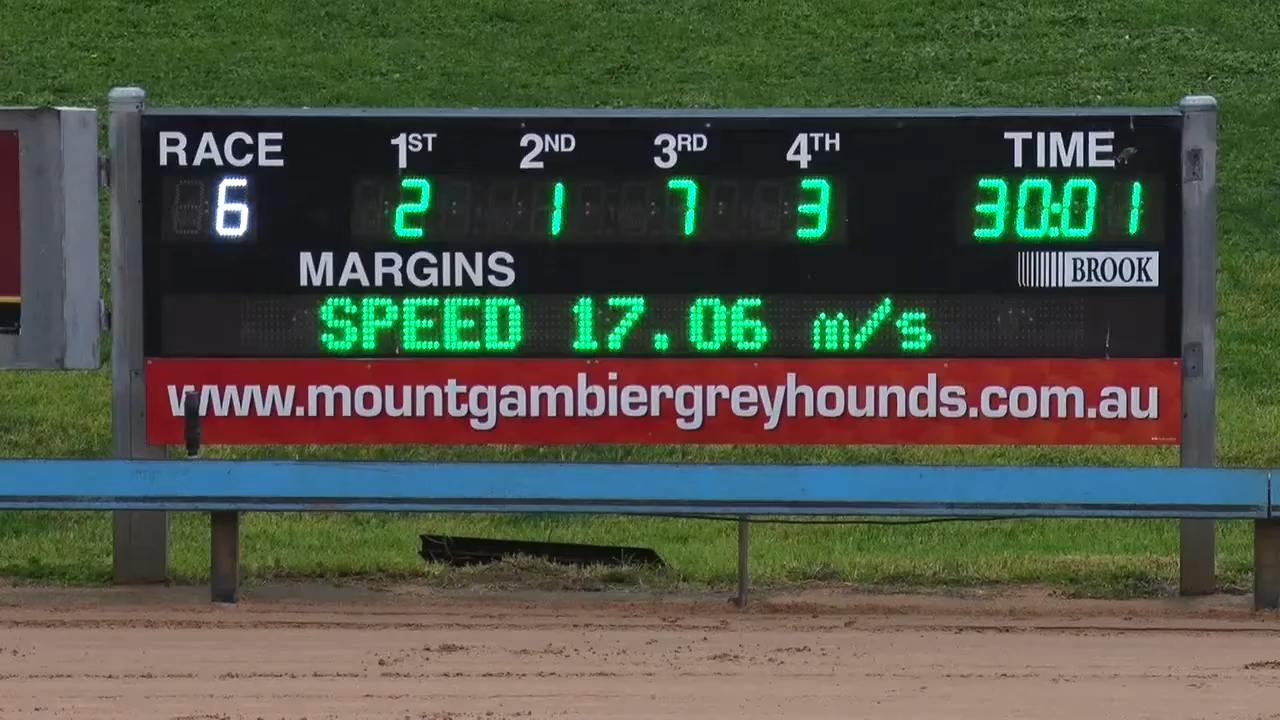 RACE 1ST 2ND 3RD 4TH TIME
6 2 1 7 3 30:01
MARGINS BROOK
SPEED 17.06 m/s
www.mountgambiergreyhounds.com.au